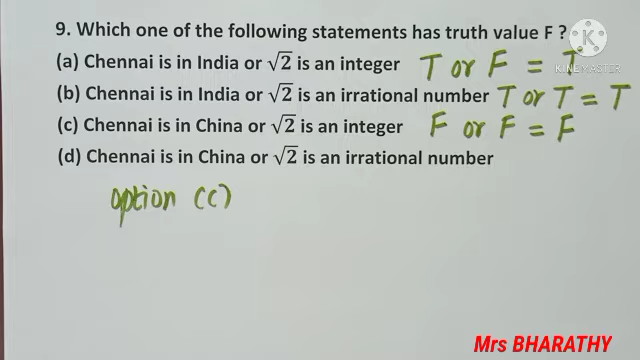 9. Which one of the following statements has truth value F ?
(a) Chennai is in India or √2 is an integer T or F = T
(b) Chennai is in India or √2 is an irrational number T or T = T
(c) Chennai is in China or √2 is an integer F or F = F
(d) Chennai is in China or √2 is an irrational number
option (c)
KINEMASTER
Mrs BHARATHY